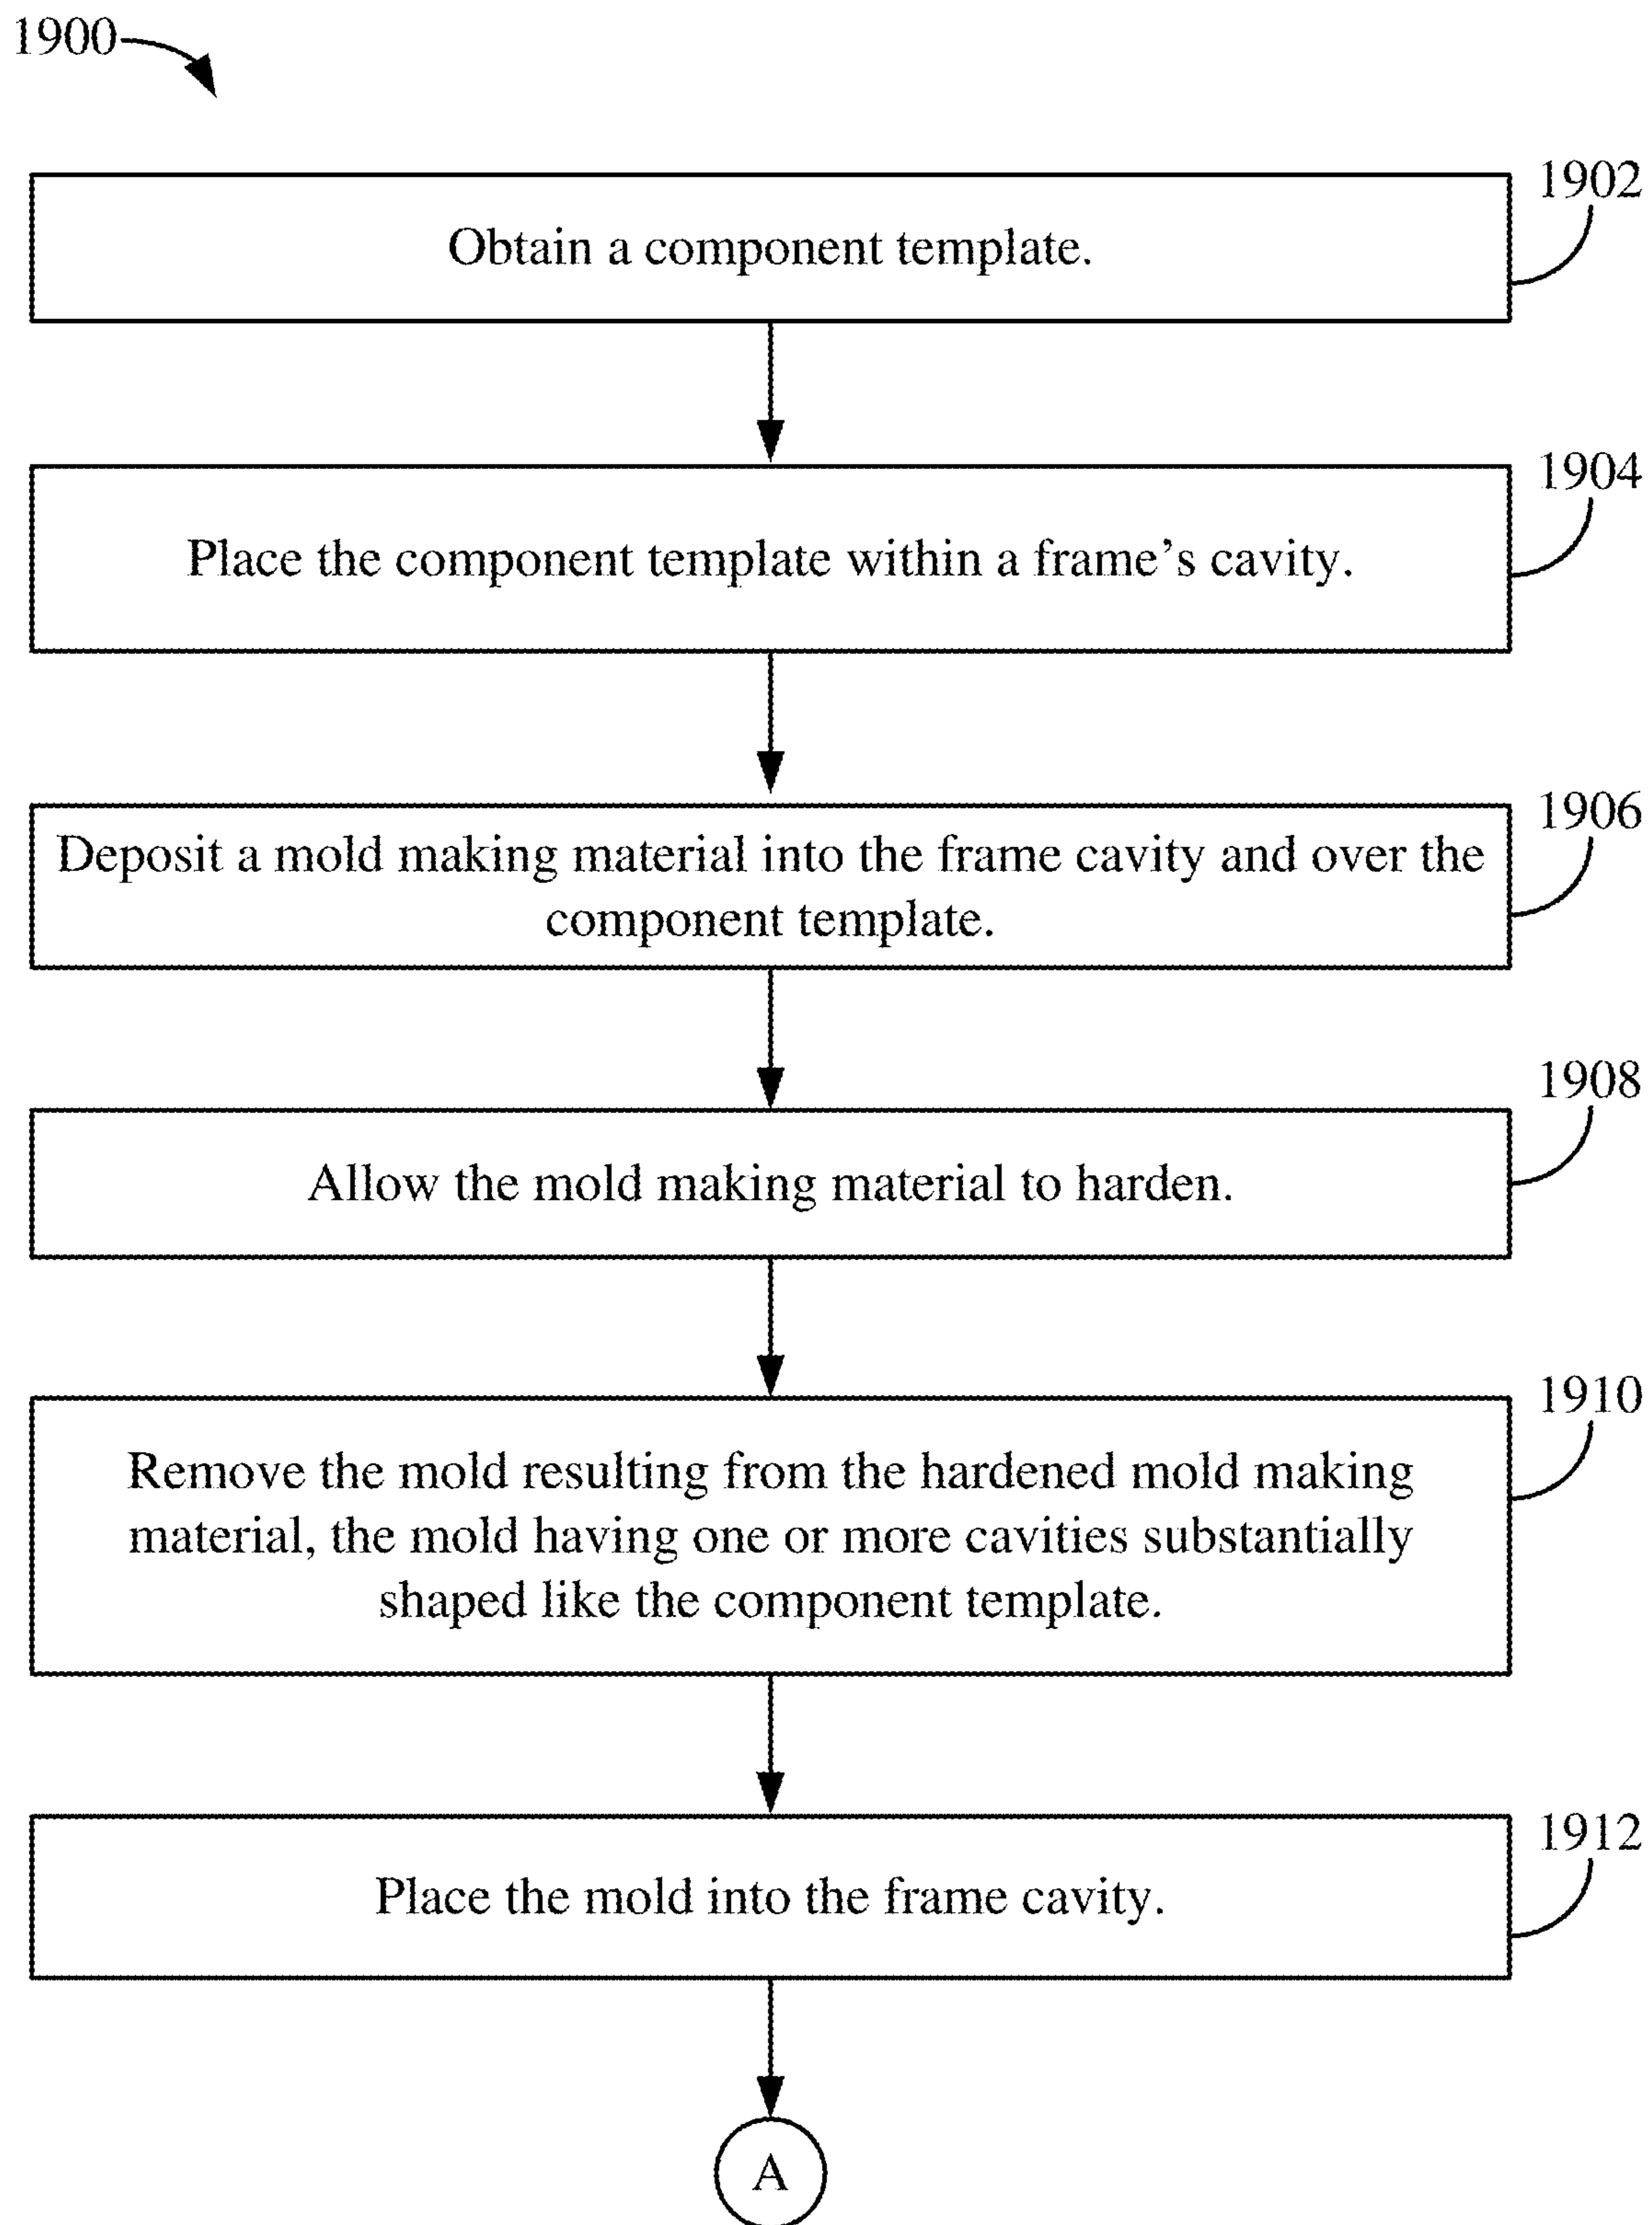 1900
1902
Obtain a component template.
1904
Place the component template within a frame’s cavity.
1906
Deposit a mold making material into the frame cavity and over the
component template.
1908
Allow the mold making material to harden.
1910
Remove the mold resulting from the hardened mold making
material, the mold having one or more cavities substantially
shaped like the component template.
1912
Place the mold into the frame cavity.
A